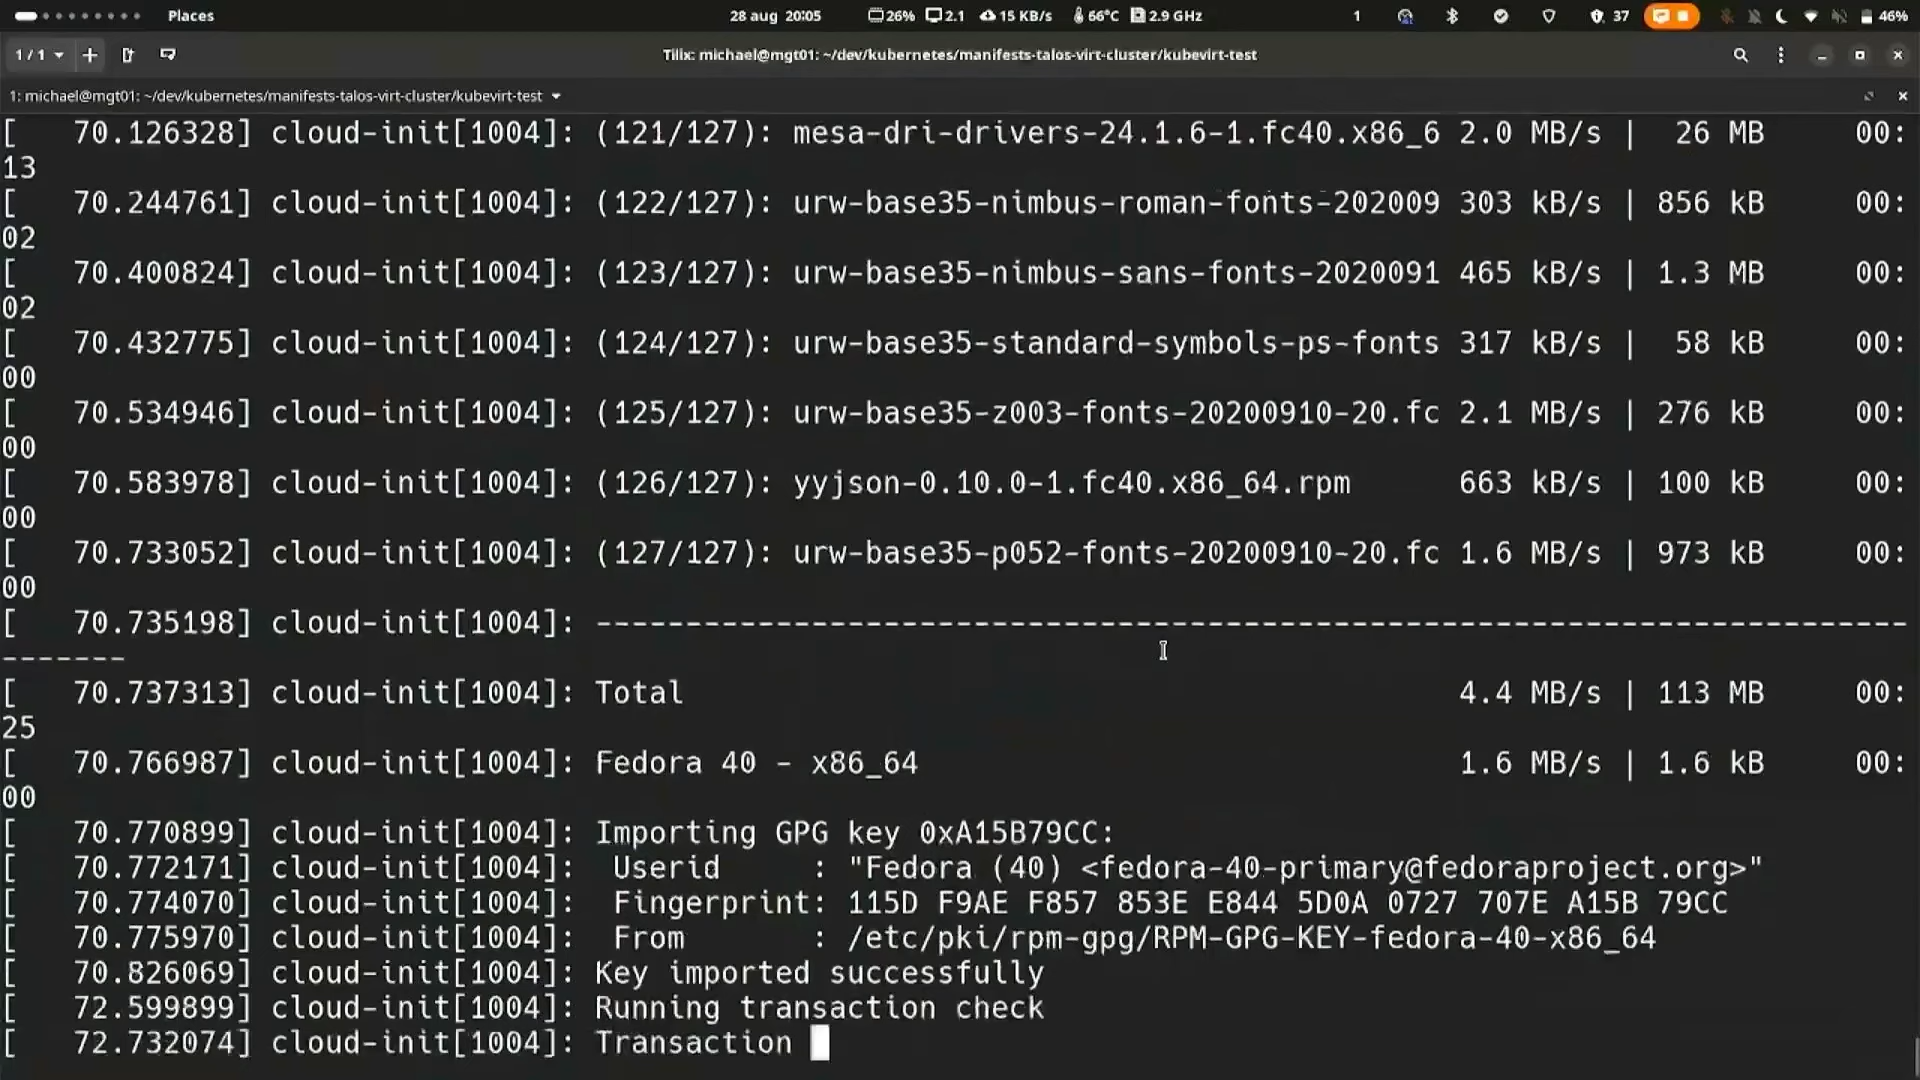 Places
28 aug 20:05
26% 2.1 15 KB/s 66°C 2.9 GHz
1
37
46%
1 / 1
Tilix: michael@mgt01: ~/dev/kubernetes/manifests-talos-virt-cluster/kubevirt-test
1: michael@mgt01: ~/dev/kubernetes/manifests-talos-virt-cluster/kubevirt-test
[   70.126328] cloud-init[1004]: (121/127): mesa-dri-drivers-24.1.6-1.fc40.x86_6 2.0 MB/s |  26 MB     00:
13
[   70.244761] cloud-init[1004]: (122/127): urw-base35-nimbus-roman-fonts-202009 303 kB/s | 856 kB     00:
02
[   70.400824] cloud-init[1004]: (123/127): urw-base35-nimbus-sans-fonts-2020091 465 kB/s | 1.3 MB     00:
02
[   70.432775] cloud-init[1004]: (124/127): urw-base35-standard-symbols-ps-fonts 317 kB/s |  58 kB     00:
00
[   70.534946] cloud-init[1004]: (125/127): urw-base35-z003-fonts-20200910-20.fc 2.1 MB/s | 276 kB     00:
00
[   70.583978] cloud-init[1004]: (126/127): yyjson-0.10.0-1.fc40.x86_64.rpm      663 kB/s | 100 kB     00:
00
[   70.733052] cloud-init[1004]: (127/127): urw-base35-p052-fonts-20200910-20.fc 1.6 MB/s | 973 kB     00:
00
[   70.735198] cloud-init[1004]: -------------------------------------------------------------------------
-------
[   70.737313] cloud-init[1004]: Total                                           4.4 MB/s | 113 MB     00:
25
[   70.766987] cloud-init[1004]: Fedora 40 - x86_64                              1.6 MB/s | 1.6 kB     00:
00
[   70.770899] cloud-init[1004]: Importing GPG key 0xA15B79CC:
[   70.772171] cloud-init[1004]:  Userid     : "Fedora (40) <fedora-40-primary@fedoraproject.org>"
[   70.774070] cloud-init[1004]:  Fingerprint: 115D F9AE F857 853E E844 5D0A 0727 707E A15B 79CC
[   70.775970] cloud-init[1004]:  From       : /etc/pki/rpm-gpg/RPM-GPG-KEY-fedora-40-x86_64
[   70.826069] cloud-init[1004]: Key imported successfully
[   72.599899] cloud-init[1004]: Running transaction check
[   72.732074] cloud-init[1004]: Transaction